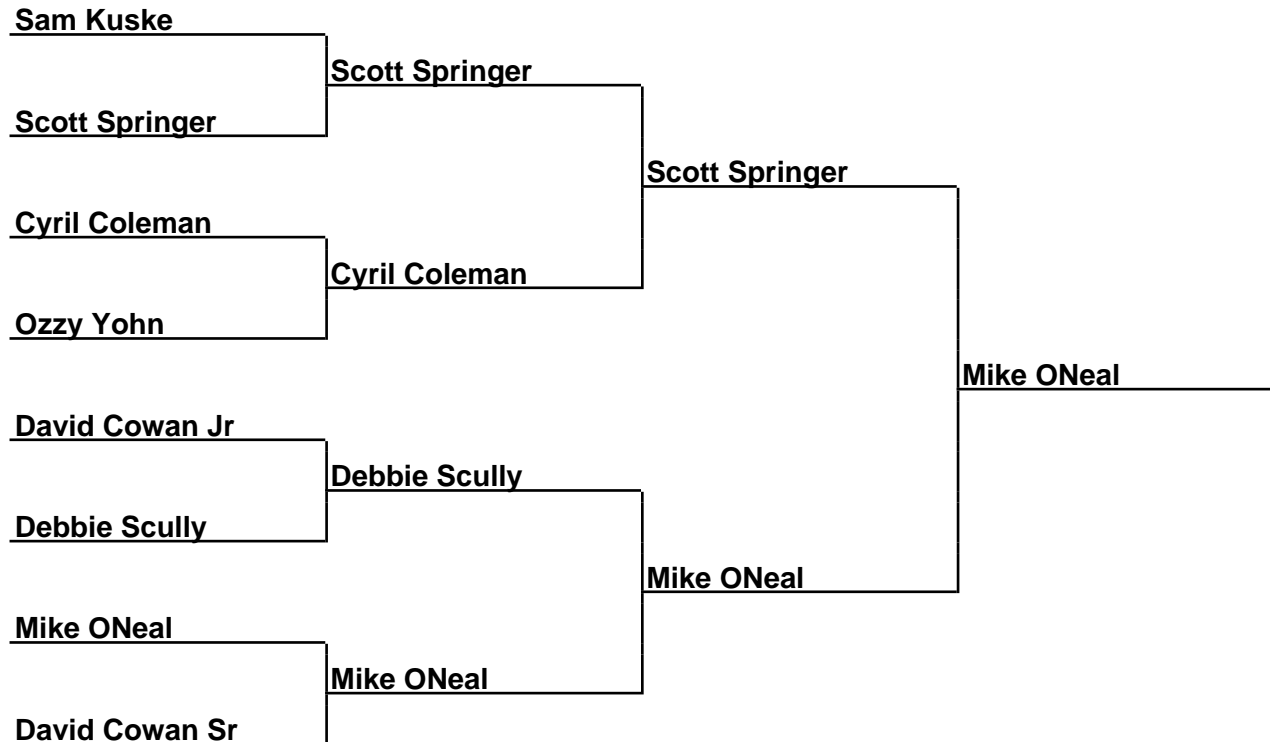 Sam Kuske
Scott Springer
Scott Springer
Scott Springer
Cyril Coleman
Cyril Coleman
Ozzy Yohn
Mike ONeal
David Cowan Jr
Debbie Scully
Debbie Scully
Mike ONeal
Mike ONeal
Mike ONeal
David Cowan Sr